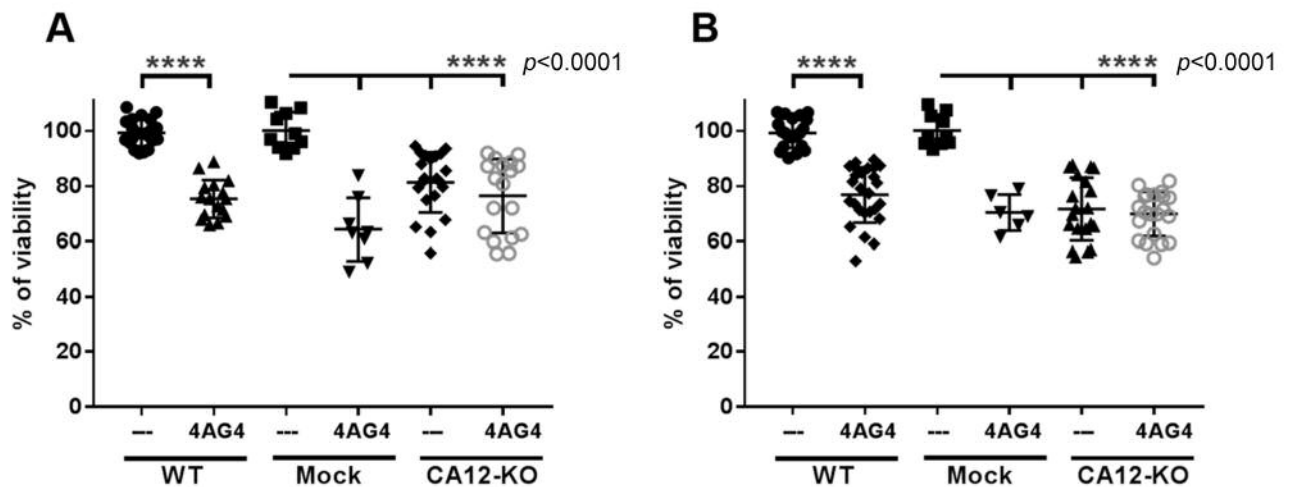 A
**** **** p<0.0001
% of viability
100
80
60
40
20
0
--- 4AG4 --- 4AG4 --- 4AG4
WT Mock CA12-KO
B
**** **** p<0.0001
% of viability
100
80
60
40
20
0
--- 4AG4 --- 4AG4 --- 4AG4
WT Mock CA12-KO